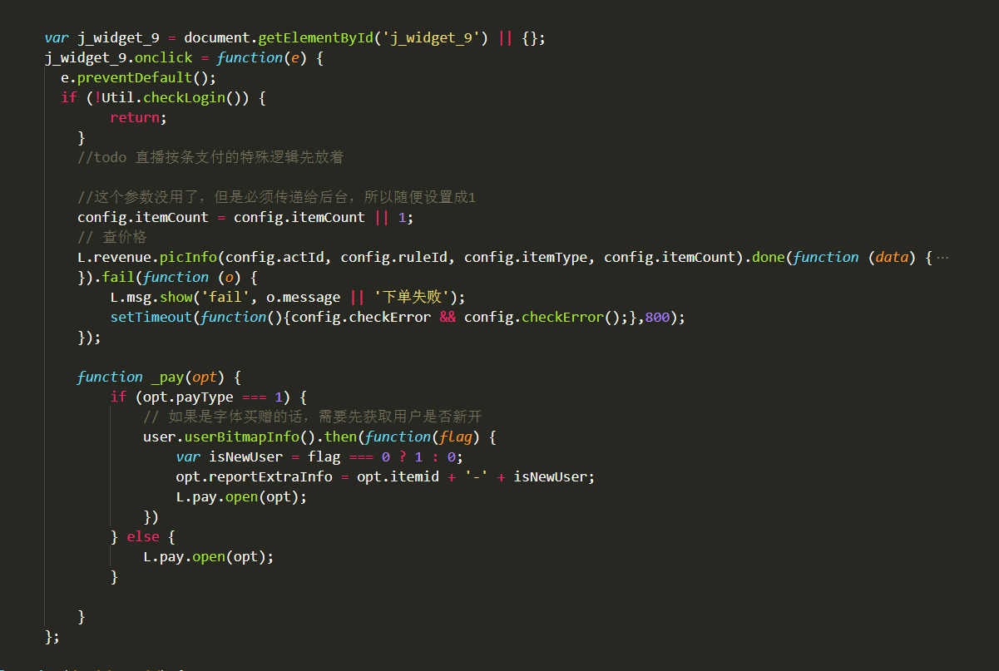 var j_widget_9 = document.getElementById('j_widget_9') || {};
j_widget_9.onclick = function(e) {
e.preventDefault();
if (!Util.checkLogin()) {
return;
}
//todo 直播按条支付的特殊逻辑先放着
//这个参数没用了，但是必须传递给后台，所以随便设置成1
config.itemCount = config.itemCount || 1;
// 查价格
L.revenue.picInfo(config.actId, config.ruleId, config.itemType, config.itemCount).done(function (data) {…
}).fail(function (o) {
L.msg.show('fail', o.message || '下单失败');
setTimeout(function(){config.checkError && config.checkError();},800);
});
function _pay(opt) {
if (opt.payType === 1) {
// 如果是字体买赠的话，需要先获取用户是否新开
user.userBitmapInfo().then(function(flag) {
var isNewUser = flag === 0 ? 1 : 0;
opt.reportExtraInfo = opt.itemid + '-' + isNewUser;
L.pay.open(opt);
})
} else {
L.pay.open(opt);
}
}
};